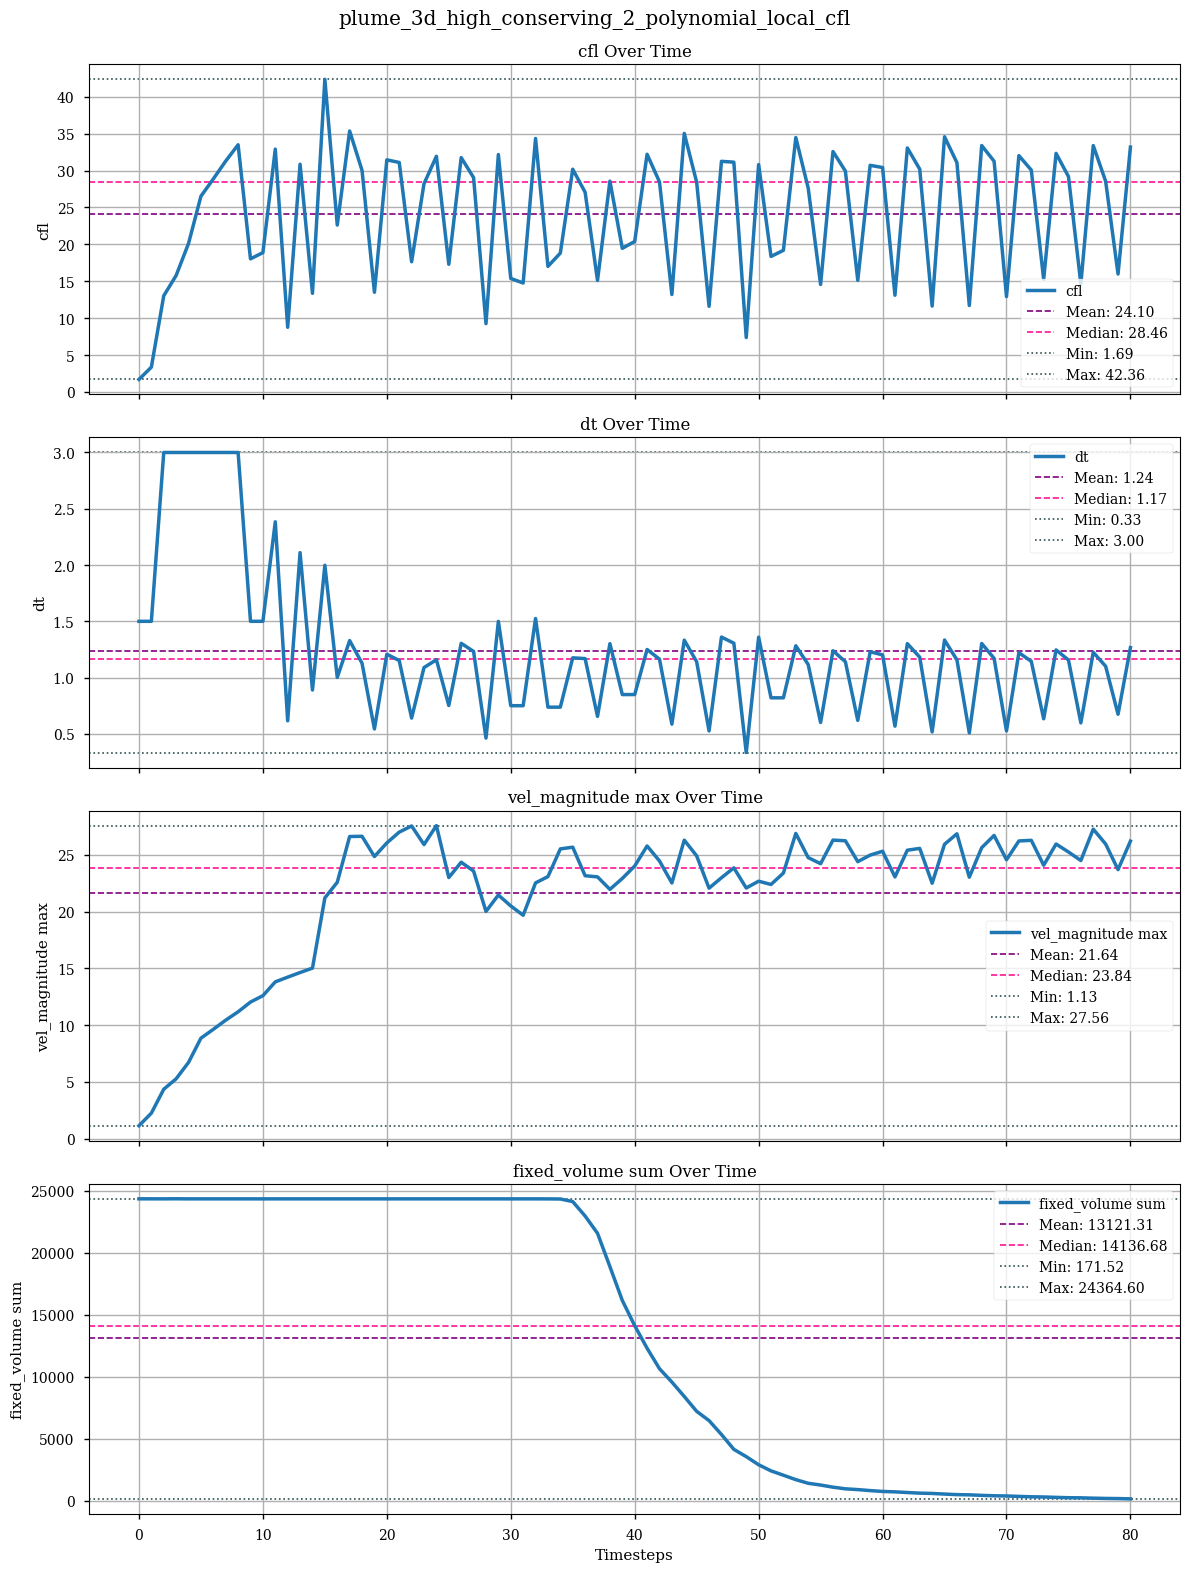 plume_3d_high_conserving_2_polynomial_local_cfl
cfl Over Time
40
35
30
25
20
15
10
5
0
cfl
cfl
Mean: 24.10
Median: 28.46
Min: 1.69
Max: 42.36
dt Over Time
3.0
2.5
2.0
1.5
1.0
0.5
dt
dt
Mean: 1.24
Median: 1.17
Min: 0.33
Max: 3.00
vel_magnitude max Over Time
25
20
15
10
5
0
vel_magnitude max
vel_magnitude max
Mean: 21.64
Median: 23.84
Min: 1.13
Max: 27.56
fixed_volume sum Over Time
25000
20000
15000
10000
5000
0
fixed_volume sum
fixed_volume sum
Mean: 13121.31
Median: 14136.68
Min: 171.52
Max: 24364.60
0 10 20 30 40 50 60 70 80
Timesteps